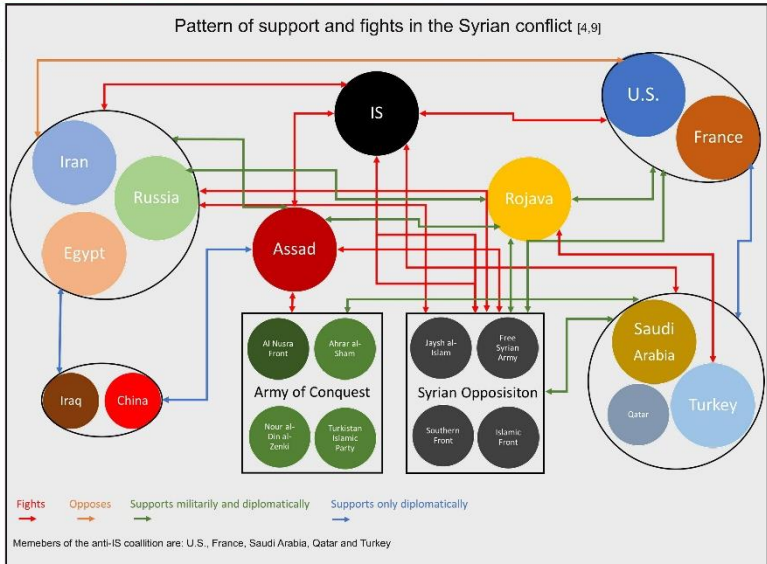 Pattern of support and fights in the Syrian conflict [4,9]
IS
U.S.
France
Iran
Russia
Egypt
Rojava
Assad
Al Nusra
Front
Ahrar al-
Sham
Army of Conquest
Nour al-
Din al-
Zenki
Turkistan
Islamic
Party
Jaysh al-
Islam
Free
Syrian
Army
Syrian Opposisiton
Southern
Front
Islamic
Front
Saudi
Arabia
Qatar
Turkey
Iraq
China
Fights
Opposes
Supports militarily and diplomatically
Supports only diplomatically
Memebers of the anti-IS coallition are: U.S., France, Saudi Arabia, Qatar and Turkey